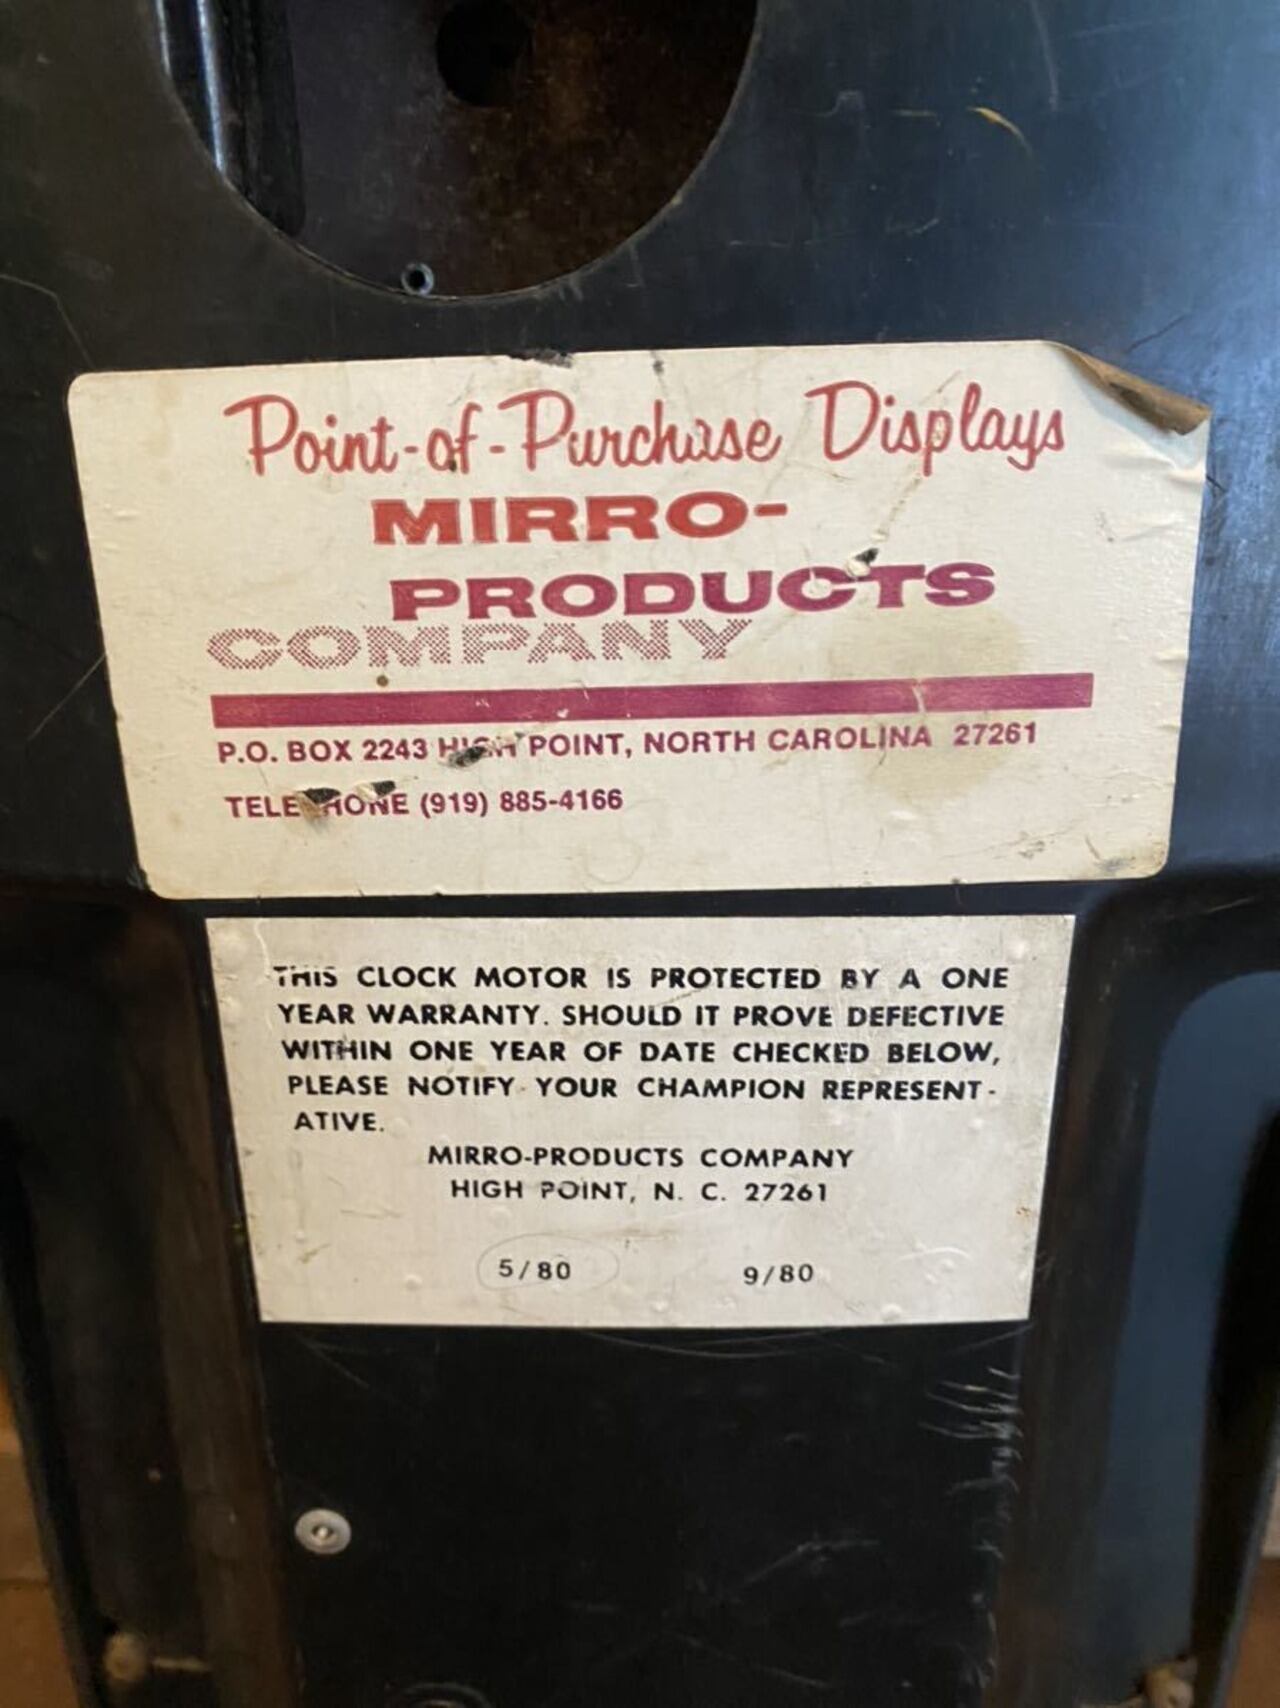 Point-of-Purchase Displays
MIRRO-
PRODUCTS
COMPANY
P.O. BOX 2243 HIGH POINT, NORTH CAROLINA 27261
TELEPHONE (919) 885-4166
THIS CLOCK MOTOR IS PROTECTED BY A ONE
YEAR WARRANTY. SHOULD IT PROVE DEFECTIVE
WITHIN ONE YEAR OF DATE CHECKED BELOW,
PLEASE NOTIFY YOUR CHAMPION REPRESENT-
ATIVE.
MIRRO-PRODUCTS COMPANY
HIGH POINT, N. C. 27261
5/80 9/80